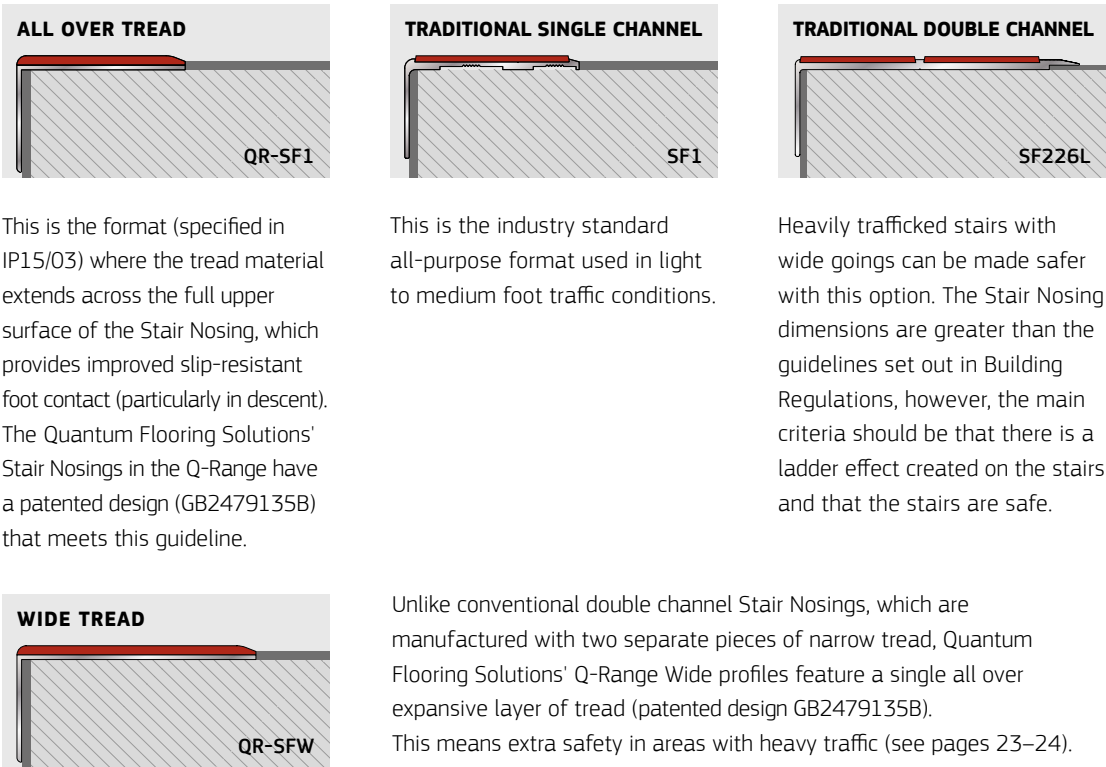 ALL OVER TREAD
QR-SF1
This is the format (specified in
IP15/03) where the tread material
extends across the full upper
surface of the Stair Nosing, which
provides improved slip-resistant
foot contact (particularly in descent).
The Quantum Flooring Solutions'
Stair Nosings in the Q-Range have
a patented design (GB2479135B)
that meets this guideline.
TRADITIONAL SINGLE CHANNEL
SF1
This is the industry standard
all-purpose format used in light
to medium foot traffic conditions.
TRADITIONAL DOUBLE CHANNEL
SF226L
Heavily trafficked stairs with
wide goings can be made safer
with this option. The Stair Nosing
dimensions are greater than the
guidelines set out in Building
Regulations, however, the main
criteria should be that there is a
ladder effect created on the stairs
and that the stairs are safe.
WIDE TREAD
QR-SFW
Unlike conventional double channel Stair Nosings, which are
manufactured with two separate pieces of narrow tread, Quantum
Flooring Solutions' Q-Range Wide profiles feature a single all over
expansive layer of tread (patented design GB2479135B).
This means extra safety in areas with heavy traffic (see pages 23–24).